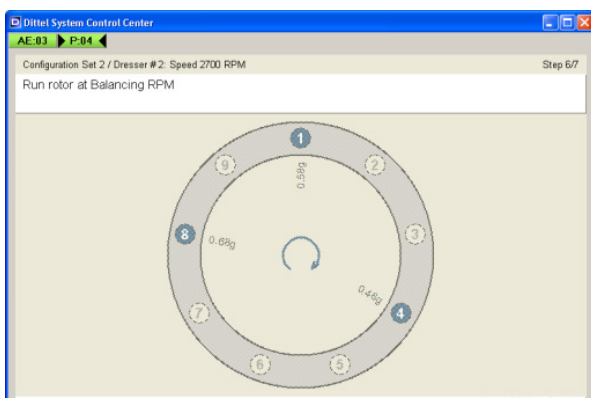 Dittel System Control Center
AE:03 P:04
Configuration Set 2 / Dresser # 2: Speed 2700 RPM Step 6/7
Run rotor at Balancing RPM
1
9 2
0.58g
8 0.68g 3
0.46g
7 4
6 5